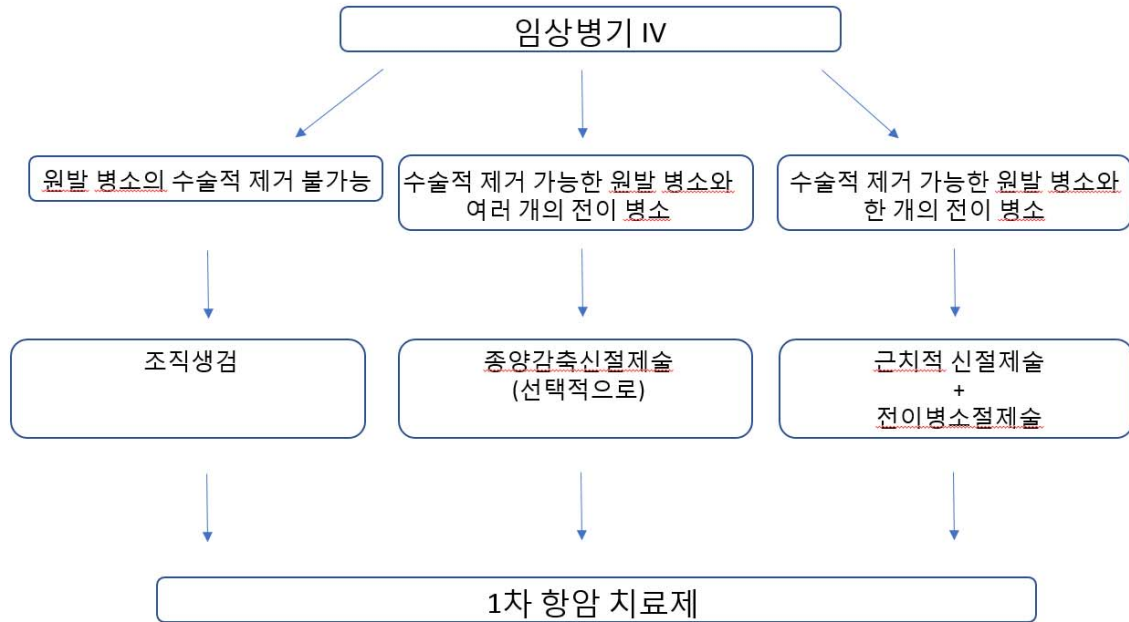 임상병기 IV
원발 병소의 수술적 제거 불가능
수술적 제거 가능한 원발 병소와
여러 개의 전이 병소
수술적 제거 가능한 원발 병소와
한 개의 전이 병소
조직생검
종양감축신절제술
(선택적으로)
근치적 신절제술
+
전이병소절제술
1차 항암 치료제